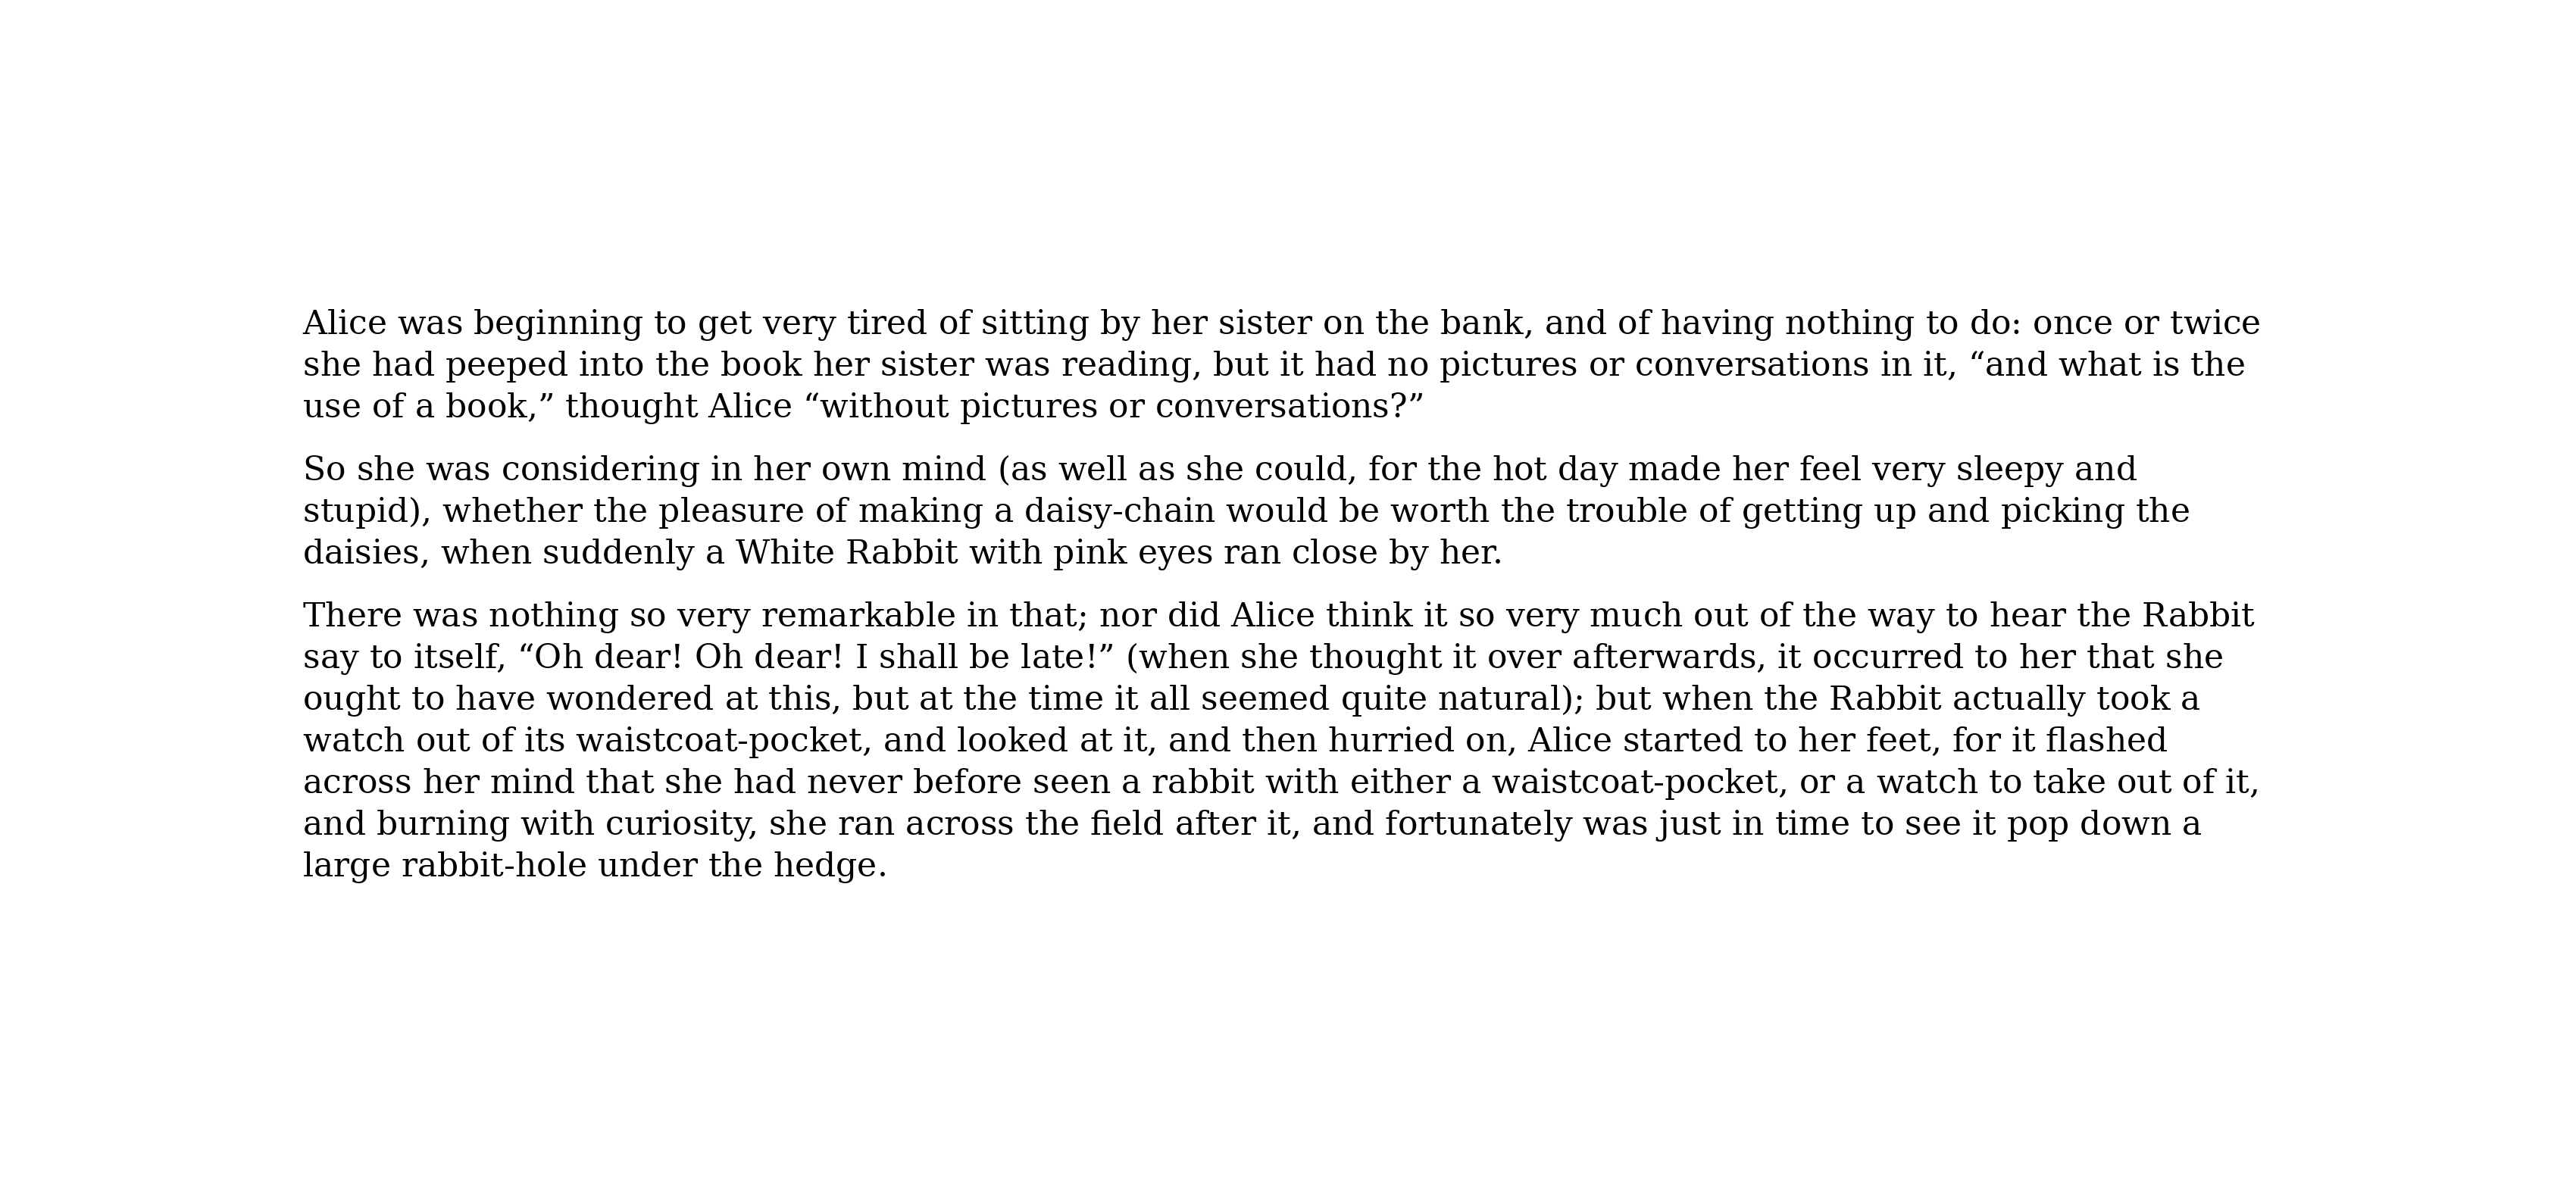 Alice was beginning to get very tired of sitting by her sister on the bank, and of having nothing to do: once or twice
she had peeped into the book her sister was reading, but it had no pictures or conversations in it, “and what is the
use of a book,” thought Alice “without pictures or conversations?”
So she was considering in her own mind (as well as she could, for the hot day made her feel very sleepy and
stupid), whether the pleasure of making a daisy-chain would be worth the trouble of getting up and picking the
daisies, when suddenly a White Rabbit with pink eyes ran close by her.
There was nothing so very remarkable in that; nor did Alice think it so very much out of the way to hear the Rabbit
say to itself, “Oh dear! Oh dear! I shall be late!” (when she thought it over afterwards, it occurred to her that she
ought to have wondered at this, but at the time it all seemed quite natural); but when the Rabbit actually took a
watch out of its waistcoat-pocket, and looked at it, and then hurried on, Alice started to her feet, for it flashed
across her mind that she had never before seen a rabbit with either a waistcoat-pocket, or a watch to take out of it,
and burning with curiosity, she ran across the field after it, and fortunately was just in time to see it pop down a
large rabbit-hole under the hedge.